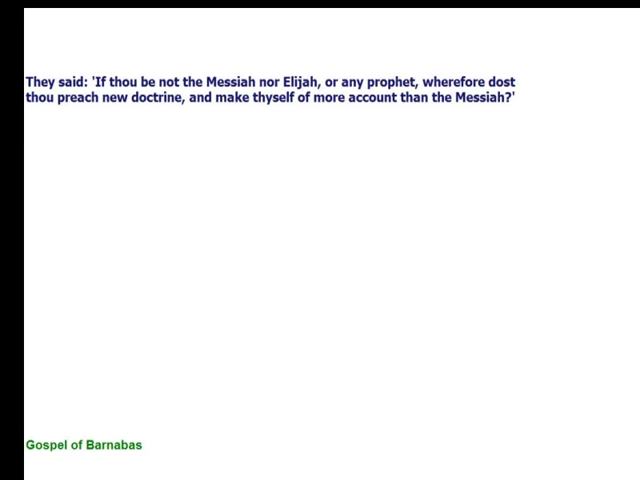 They said: 'If thou be not the Messiah nor Elijah, or any prophet, wherefore dost
thou preach new doctrine, and make thyself of more account than the Messiah?'
Gospel of Barnabas